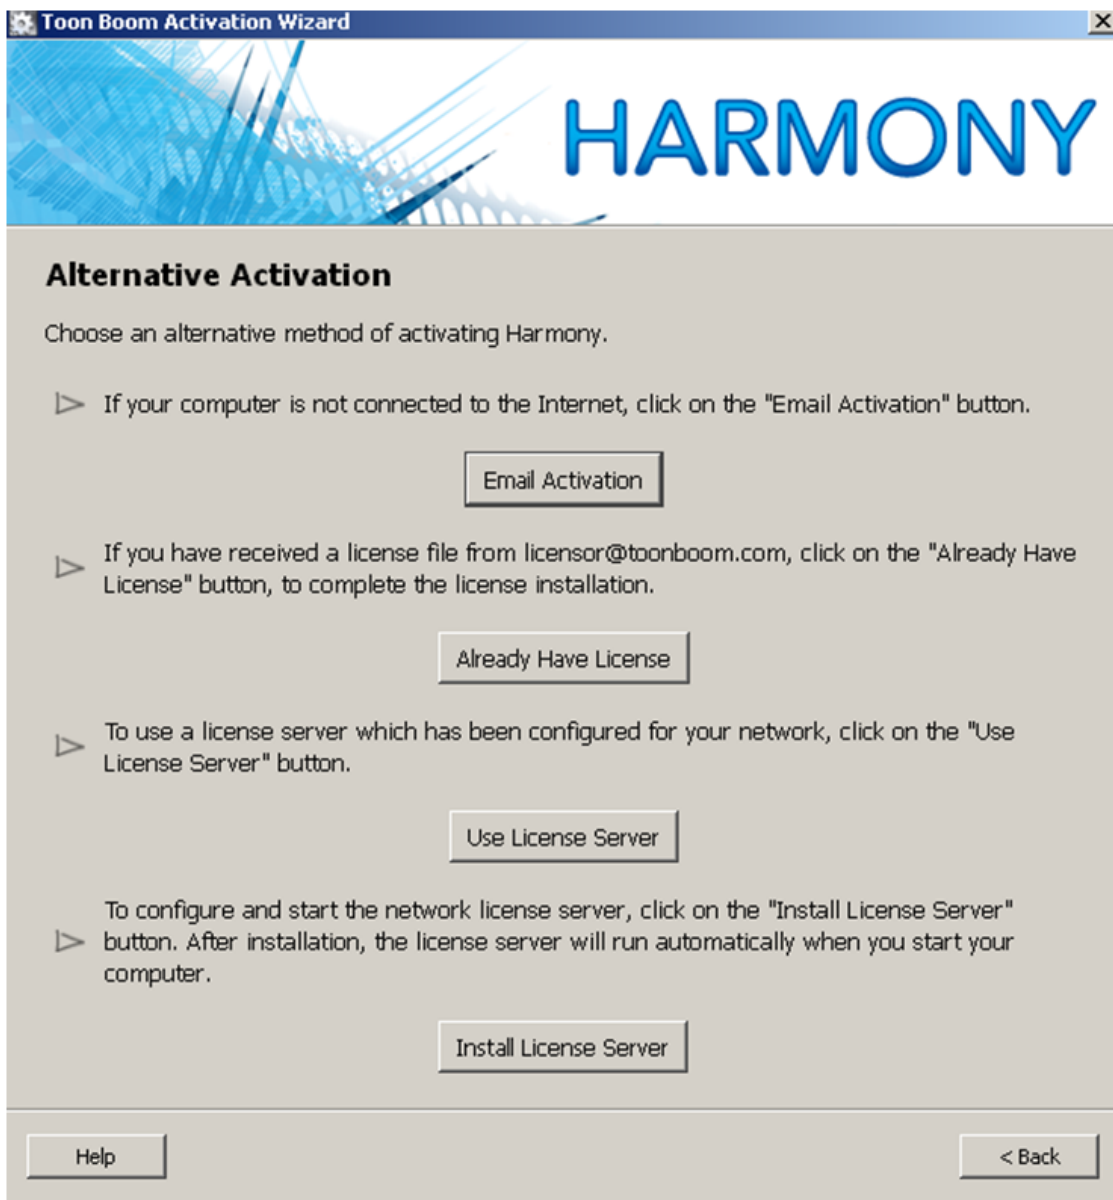 Toon Boom Activation Wizard
HARMONY
Alternative Activation
Choose an alternative method of activating Harmony.
If your computer is not connected to the Internet, click on the "Email Activation" button.
Email Activation
If you have received a license file from licensor@toonboom.com, click on the "Already Have
License" button, to complete the license installation.
Already Have License
To use a license server which has been configured for your network, click on the "Use
License Server" button.
Use License Server
To configure and start the network license server, click on the "Install License Server"
button. After installation, the license server will run automatically when you start your
computer.
Install License Server
Help
< Back